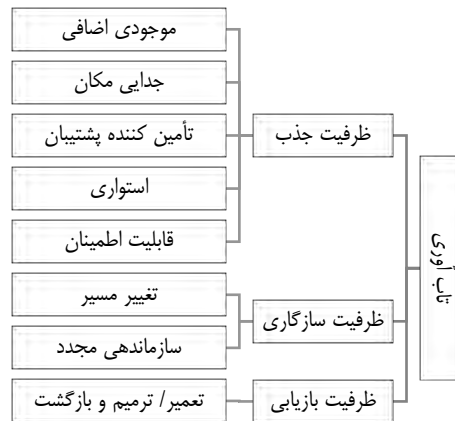 تاب آوری
ظرفیت جذب
موجودی اضافی
جدایی مکان
تأمین کننده پشتیبان
استواری
قابلیت اطمینان
ظرفیت سازگاری
تغییر مسیر
سازماندهی مجدد
ظرفیت بازیابی
تعمیر/ ترمیم و بازگشت